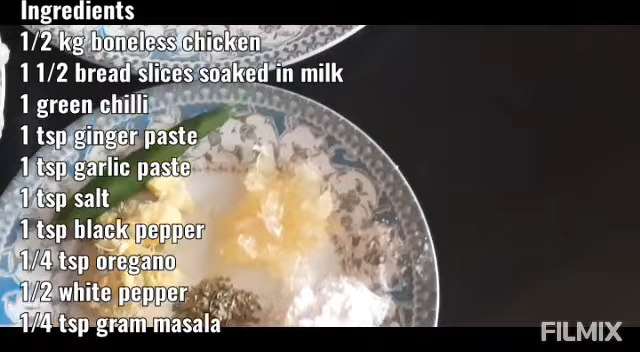 Ingredients
1/2 kg boneless chicken
1 1/2 bread slices soaked in milk
1 green chilli
1 tsp ginger paste
1 tsp garlic paste
1 tsp salt
1 tsp black pepper
1/4 tsp oregano
1/2 white pepper
1/4 tsp gram masala
FILMIX